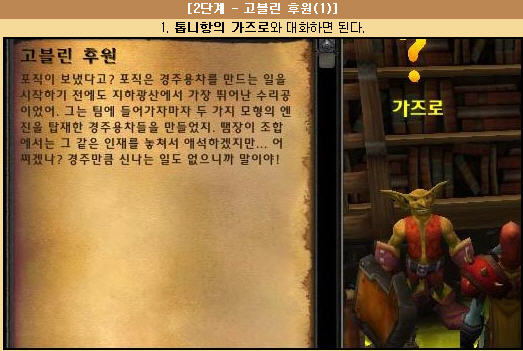 [2단계 - 고블린 후원(1)]
1. 톱니항의 가즈로와 대화하면 된다.
고블린 후원
포직이 보냈다고? 포직은 경주용차를 만드는 일을
시작하기 전에도 지하광산에서 가장 뛰어난 수리공
이었어. 그는 팀에 들어가자마자 두 가지 모형의 엔
진을 탑재한 경주용차들을 만들었지. 땜장이 조합
에서는 그 같은 인재를 놓쳐서 애석하겠지만... 어
찌겠나? 경주만큼 신나는 일도 없으니까 말이야!
?
가즈로